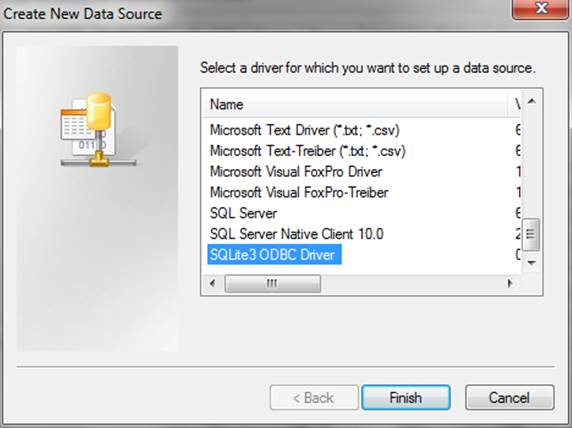 Create New Data Source
Select a driver for which you want to set up a data source.
Name V
Microsoft Text Driver (*.txt; *.csv) 6
Microsoft Text-Treiber (*.txt; *.csv) 6
Microsoft Visual FoxPro Driver 1
Microsoft Visual FoxPro-Treiber 1
SQL Server 6
SQL Server Native Client 10.0 2
SQLite3 ODBC Driver 0
< Back Finish Cancel